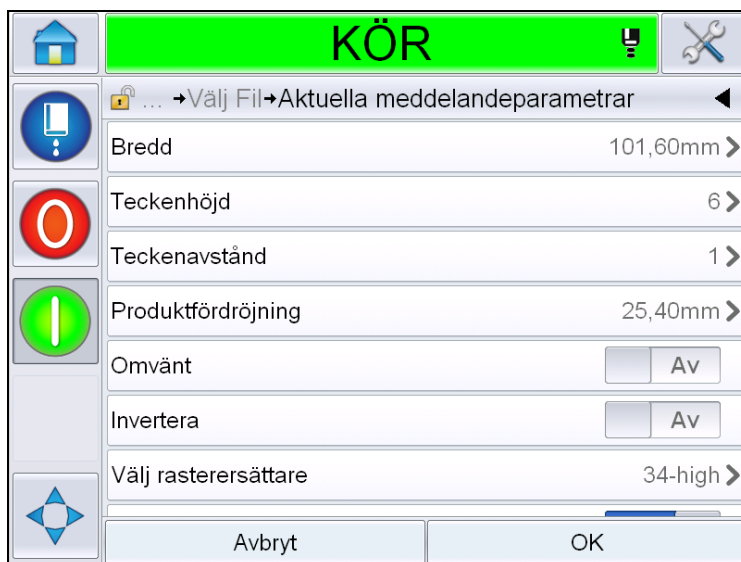 KÖR
... →Välj Fil→Aktuella meddelandeparametrar
Bredd 101,60mm
Teckenhöjd 6
Teckenavstånd 1
Produktfördröjning 25,40mm
Omvänt Av
Invertera Av
Välj rasterersättare 34-high
Avbryt OK